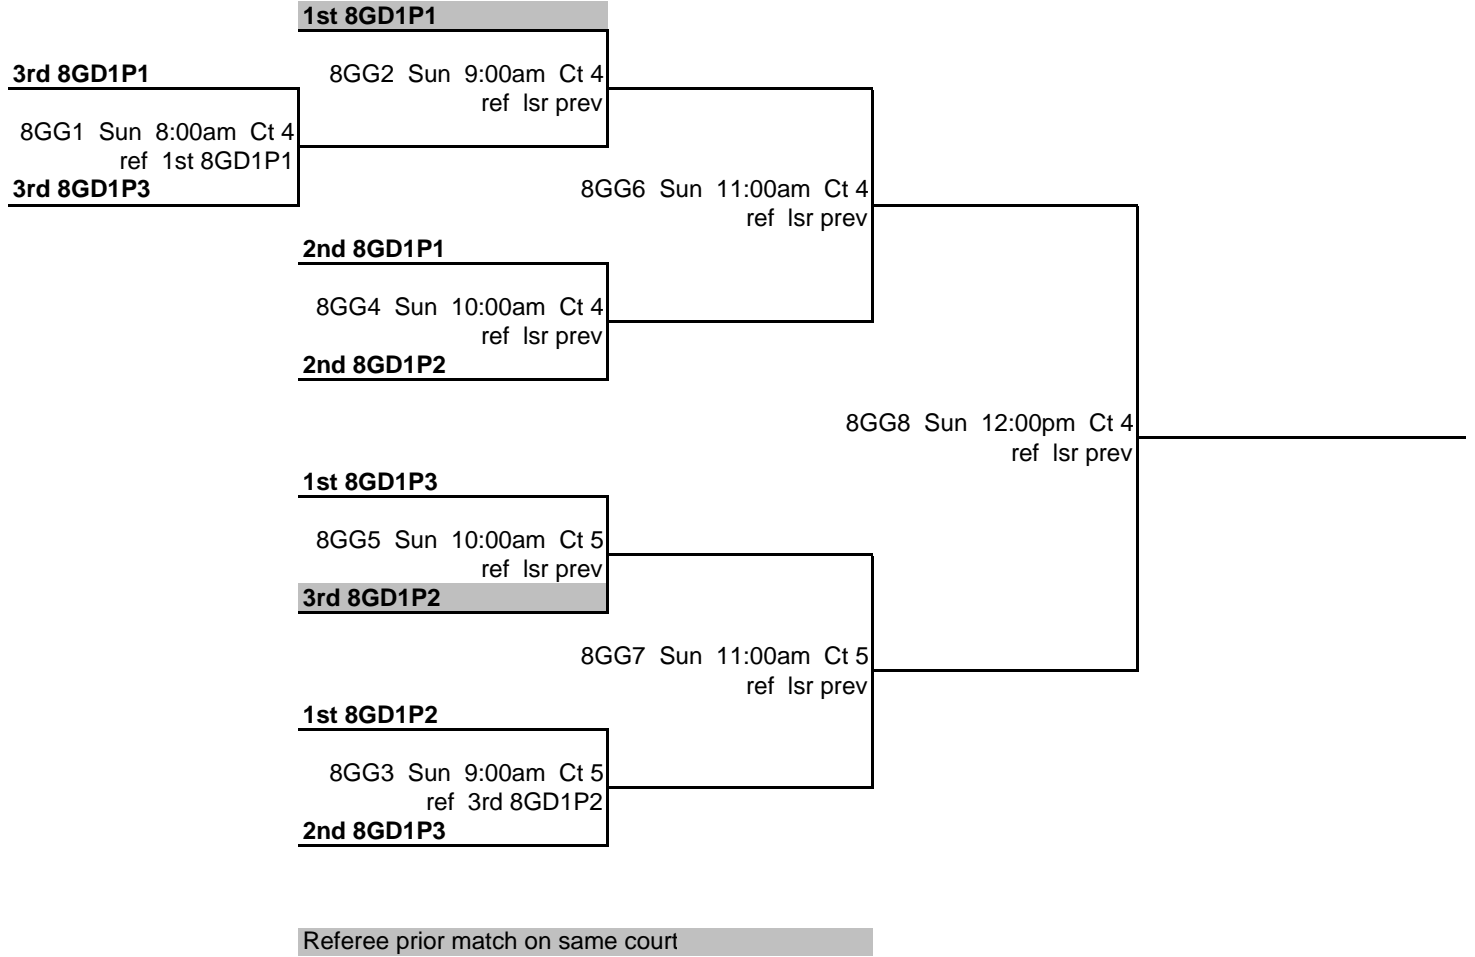 1st 8GD1P1
3rd 8GD1P1
8GG2 Sun 9:00am Ct 4
ref lsr prev
8GG1 Sun 8:00am Ct 4
ref 1st 8GD1P1
3rd 8GD1P3
8GG6 Sun 11:00am Ct 4
ref lsr prev
2nd 8GD1P1
8GG4 Sun 10:00am Ct 4
ref lsr prev
2nd 8GD1P2
8GG8 Sun 12:00pm Ct 4
ref lsr prev
1st 8GD1P3
8GG5 Sun 10:00am Ct 5
ref lsr prev
3rd 8GD1P2
8GG7 Sun 11:00am Ct 5
ref lsr prev
1st 8GD1P2
8GG3 Sun 9:00am Ct 5
ref 3rd 8GD1P2
2nd 8GD1P3
Referee prior match on same court